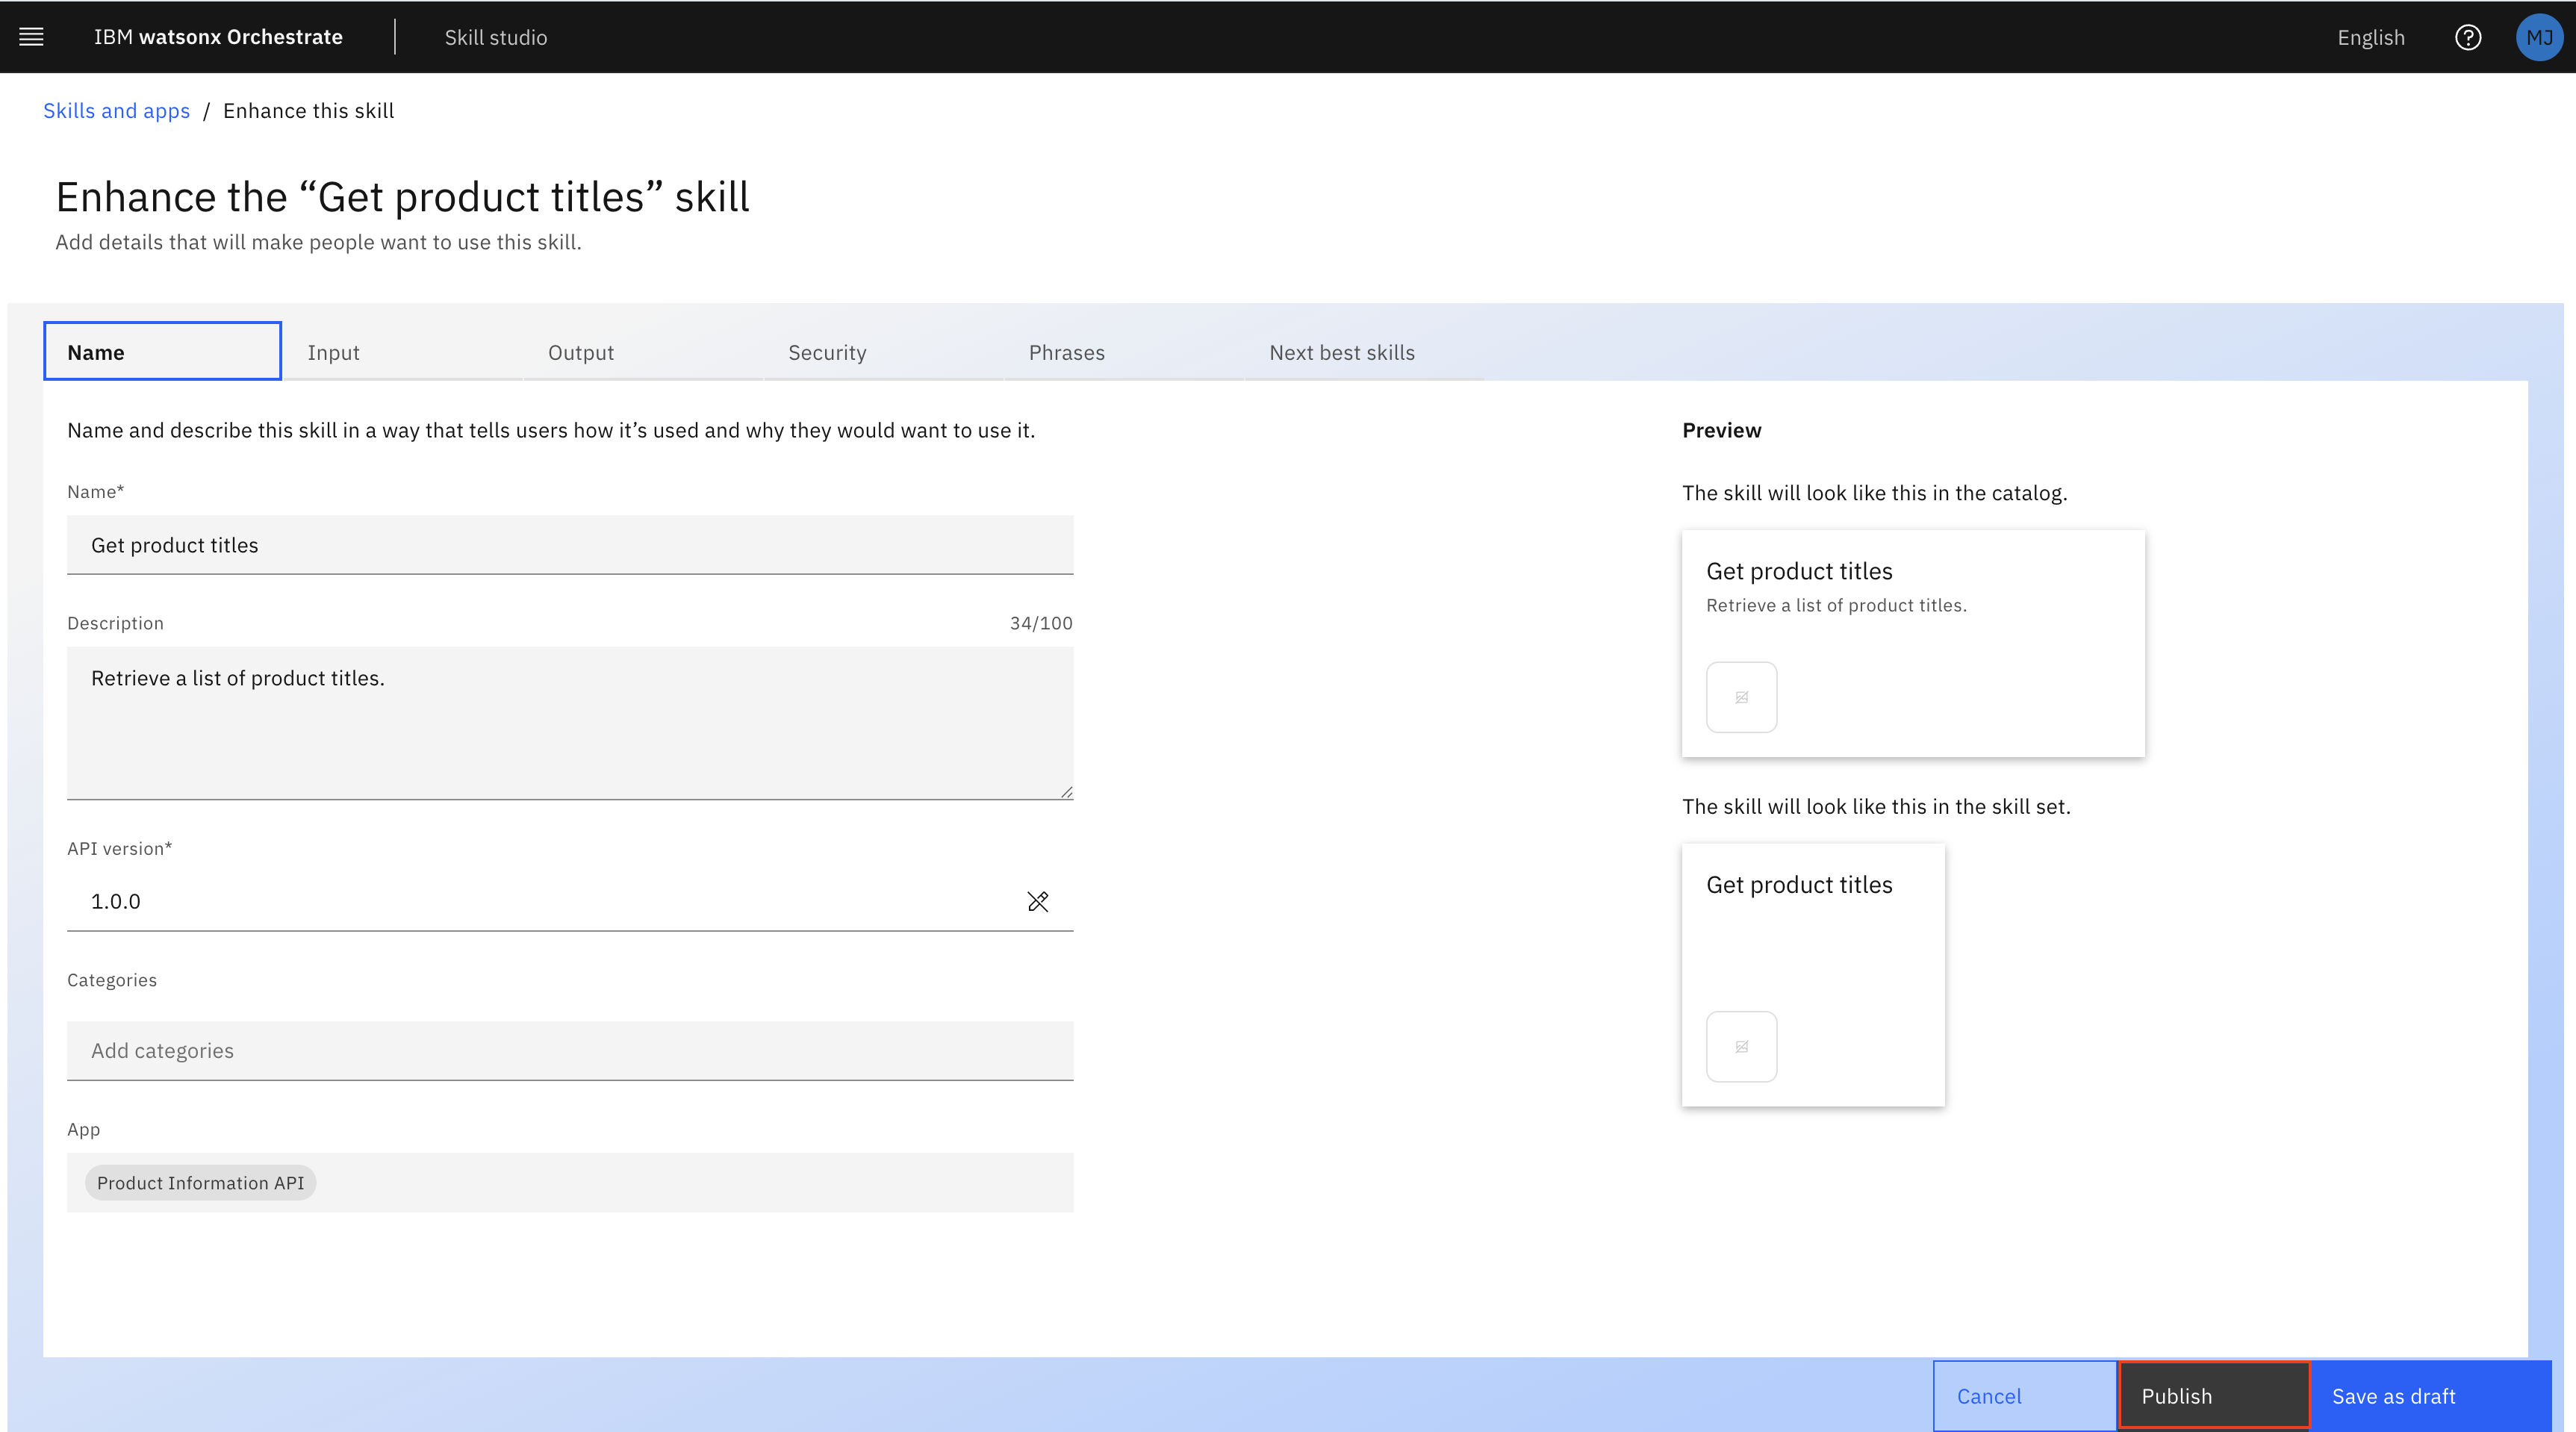 IBM watsonx Orchestrate
Skill studio
English
MJ
Skills and apps / Enhance this skill
Enhance the “Get product titles” skill
Add details that will make people want to use this skill.
Name
Input
Output
Security
Phrases
Next best skills
Name and describe this skill in a way that tells users how it’s used and why they would want to use it.
Name*
Get product titles
Description
34/100
Retrieve a list of product titles.
API version*
1.0.0
Categories
Add categories
App
Product Information API
Preview
The skill will look like this in the catalog.
Get product titles
Retrieve a list of product titles.
The skill will look like this in the skill set.
Get product titles
Cancel
Publish
Save as draft